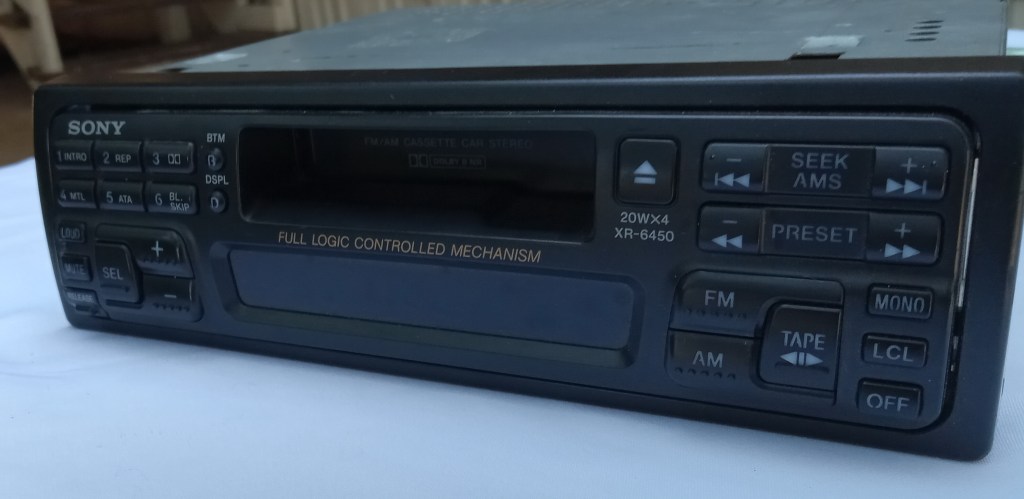 SONY
BTM
1 INTRO
2 REP
3
DSPL
4 MTL
5 ATA
6 BL. SKIP
LOUD
MUTE
SEL
+
−
RELEASE
FM/AM CASSETTE CAR STEREO
DOLBY B NR
FULL LOGIC CONTROLLED MECHANISM
20W×4
XR-6450
− SEEK +
AMS
− PRESET +
FM
AM
TAPE
MONO
LCL
OFF